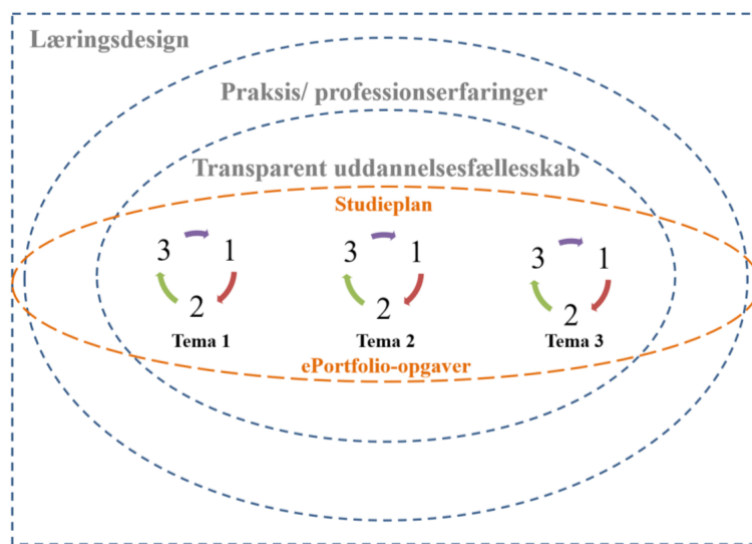 Læringsdesign
Praksis/ professionserfaringer
Transparent uddannelsesfællesskab
Studieplan
3 1
2
Tema 1
3 1
2
Tema 2
3 1
2
Tema 3
ePortfolio-opgaver